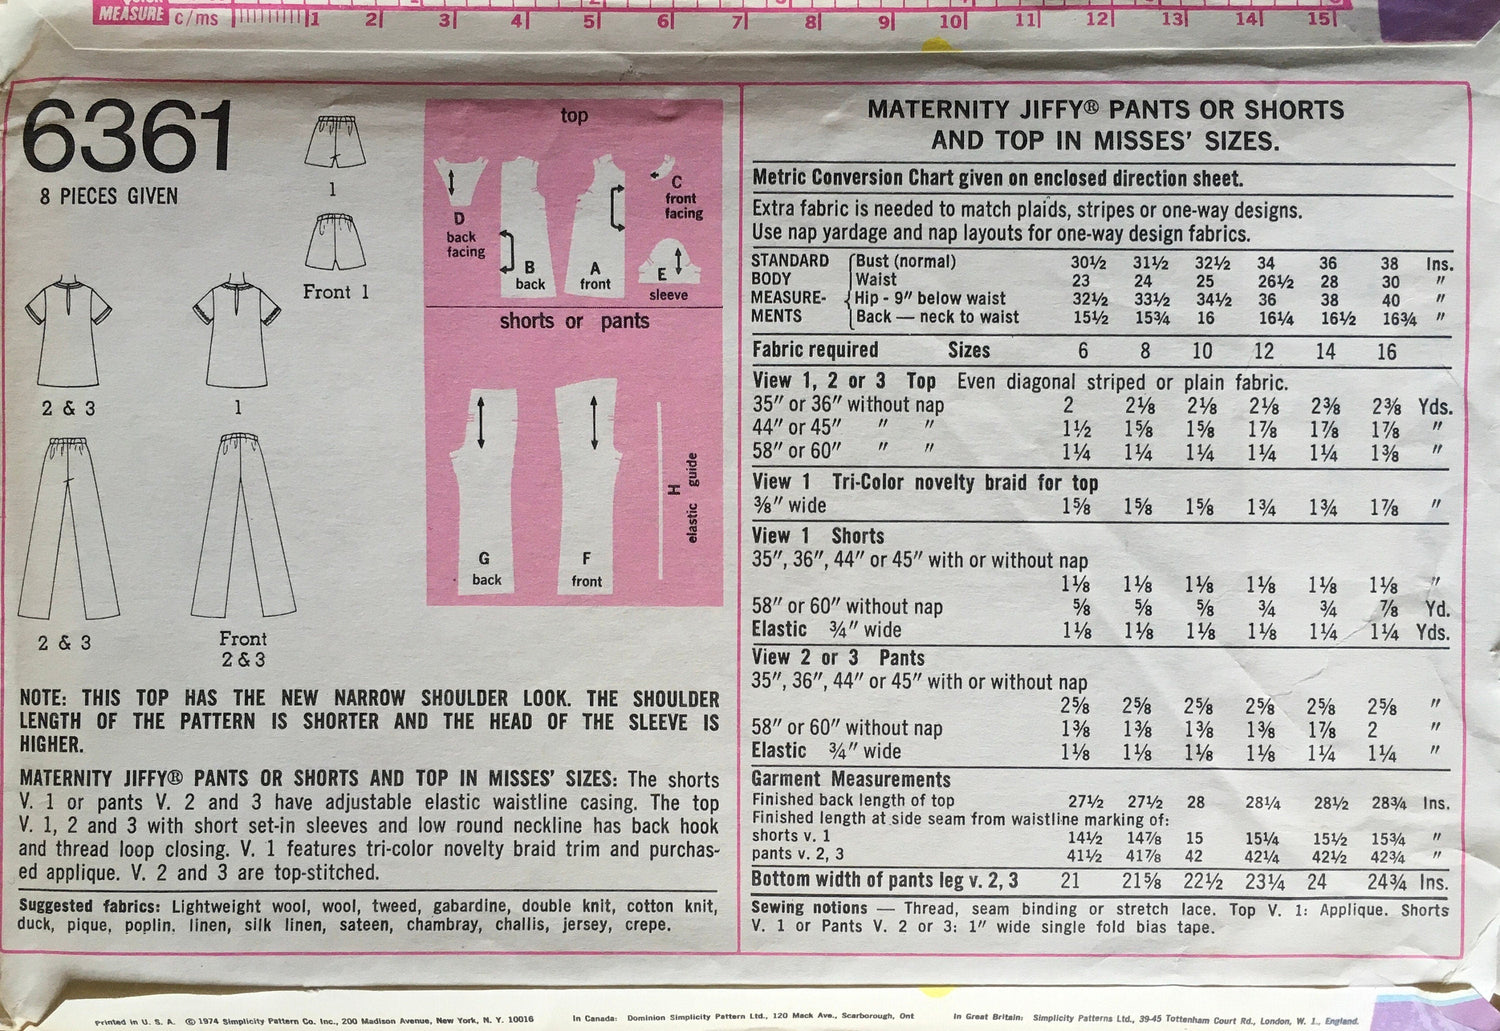 MEASURE c/ms 1 2 3 4 5 6 7 8 9 10 11 12 13 14 15
6361
8 PIECES GIVEN
1
Front 1
2 & 3
1
2 & 3
Front
2 & 3
top
D
back
facing
B
back
A
front
C
front
facing
E
sleeve
shorts or pants
G
back
F
front
H
elastic guide
NOTE: THIS TOP HAS THE NEW NARROW SHOULDER LOOK. THE SHOULDER
LENGTH OF THE PATTERN IS SHORTER AND THE HEAD OF THE SLEEVE IS
HIGHER.
MATERNITY JIFFY® PANTS OR SHORTS AND TOP IN MISSES' SIZES: The shorts
V. 1 or pants V. 2 and 3 have adjustable elastic waistline casing. The top
V. 1, 2 and 3 with short set-in sleeves and low round neckline has back hook
and thread loop closing. V. 1 features tri-color novelty braid trim and purchas-
ed applique. V. 2 and 3 are top-stitched.
Suggested fabrics: Lightweight wool, wool, tweed, gabardine, double knit, cotton knit,
duck, pique, poplin. linen, silk linen, sateen, chambray, challis, jersey, crepe.
MATERNITY JIFFY® PANTS OR SHORTS
AND TOP IN MISSES' SIZES.
Metric Conversion Chart given on enclosed direction sheet.
Extra fabric is needed to match plaids, stripes or one-way designs.
Use nap yardage and nap layouts for one-way design fabrics.
STANDARD Bust (normal) 30½ 31½ 32½ 34 36 38 Ins.
BODY Waist 23 24 25 26½ 28 30 "
MEASURE- Hip - 9" below waist 32½ 33½ 34½ 36 38 40 "
MENTS Back — neck to waist 15½ 15¾ 16 16¼ 16½ 16¾ "
Fabric required Sizes 6 8 10 12 14 16
View 1, 2 or 3 Top Even diagonal striped or plain fabric.
35" or 36" without nap 2 2⅛ 2⅛ 2⅛ 2⅜ 2⅜ Yds.
44" or 45" " " 1½ 1⅝ 1⅝ 1⅞ 1⅞ 1⅞ "
58" or 60" " " 1¼ 1¼ 1¼ 1¼ 1¼ 1⅜ "
View 1 Tri-Color novelty braid for top
⅜" wide 1⅝ 1⅝ 1⅝ 1¾ 1¾ 1⅞ "
View 1 Shorts
35", 36", 44" or 45" with or without nap
1⅛ 1⅛ 1⅛ 1⅛ 1⅛ 1⅛ "
58" or 60" without nap ⅝ ⅝ ⅝ ¾ ¾ ⅞ Yd.
Elastic ¾" wide 1⅛ 1⅛ 1⅛ 1⅛ 1¼ 1¼ Yds.
View 2 or 3 Pants
35", 36", 44" or 45" with or without nap
2⅝ 2⅝ 2⅝ 2⅝ 2⅝ 2⅝ "
58" or 60" without nap 1⅜ 1⅜ 1⅜ 1⅜ 1⅞ 2 "
Elastic ¾" wide 1⅛ 1⅛ 1⅛ 1⅛ 1¼ 1¼ "
Garment Measurements
Finished back length of top 27½ 27½ 28 28¼ 28½ 28¾ Ins.
Finished length at side seam from waistline marking of:
shorts v. 1 14½ 14⅞ 15 15¼ 15½ 15¾ "
pants v. 2, 3 41½ 41⅞ 42 42¼ 42½ 42¾ "
Bottom width of pants leg v. 2, 3 21 21⅝ 22½ 23¼ 24 24¾ Ins.
Sewing notions — Thread, seam binding or stretch lace. Top V. 1: Applique. Shorts
V. 1 or Pants V. 2 or 3: 1" wide single fold bias tape.
Printed in U. S. A. © 1974 Simplicity Pattern Co. Inc., 200 Madison Avenue, New York, N. Y. 10016 In Canada: Dominion Simplicity Pattern Ltd., 120 Mack Ave., Scarborough, Ont In Great Britain: Simplicity Patterns Ltd., 39-45 Tottenham Court Rd., London, W. 1., England.